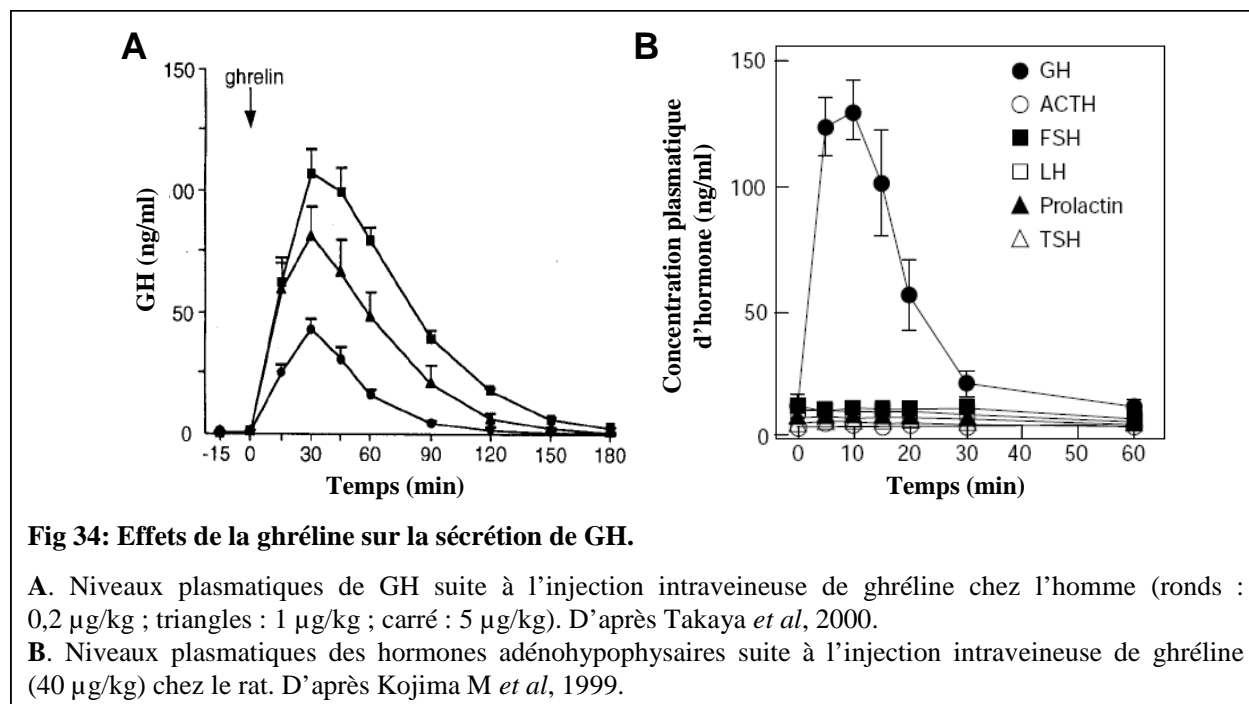 A
150
ghrelin
00
50
0
GH (ng/ml)
-15 0 30 60 90 120 150 180
Temps (min)
B
150
100
50
0
Concentration plasmatique
d'hormone (ng/ml)
GH
ACTH
FSH
LH
Prolactin
TSH
0 10 20 30 40 50 60
Temps (min)
Fig 34: Effets de la ghréline sur la sécrétion de GH.
A. Niveaux plasmatiques de GH suite à l'injection intraveineuse de ghréline chez l'homme (ronds :
0,2 µg/kg ; triangles : 1 µg/kg ; carré : 5 µg/kg). D'après Takaya et al, 2000.
B. Niveaux plasmatiques des hormones adénohypophysaires suite à l'injection intraveineuse de ghréline
(40 µg/kg) chez le rat. D'après Kojima M et al, 1999.